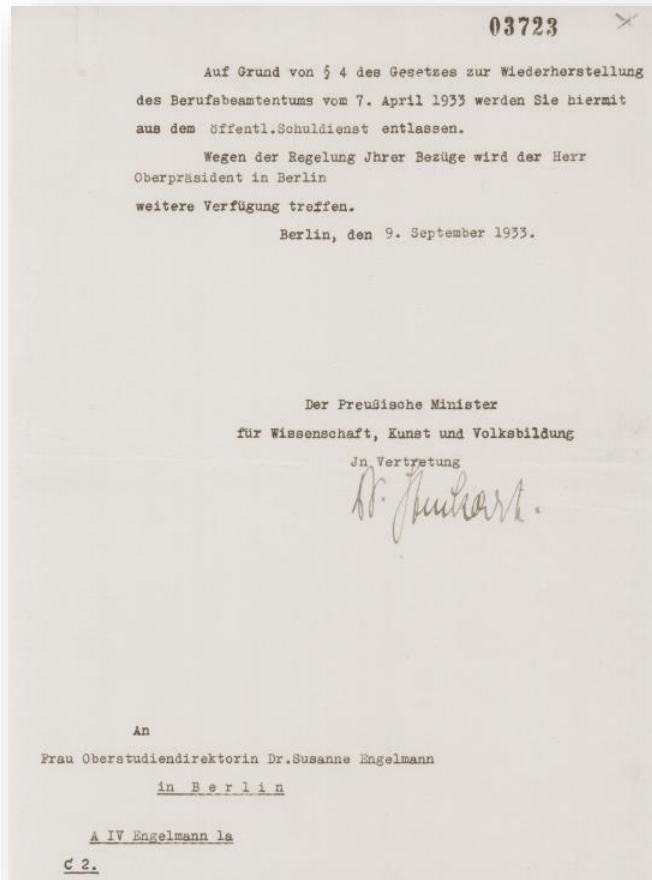 03723
Auf Grund von § 4 des Gesetzes zur Wiederherstellung
des Berufsbeamtentums vom 7. April 1933 werden Sie hiermit
aus dem öffentl.Schuldienst entlassen.
Wegen der Regelung Jhrer Bezüge wird der Herr
Oberpräsident in Berlin
weitere Verfügung treffen.
Berlin, den 9. September 1933.
Der Preußische Minister
für Wissenschaft, Kunst und Volksbildung
Jn Vertretung
Dr.
An
Frau Oberstudiendirektorin Dr.Susanne Engelmann
in Berlin
A IV Engelmann 1a
C 2.